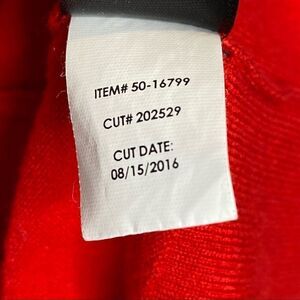 ITEM# 50-16799
CUT# 202529
CUT DATE:
08/15/2016